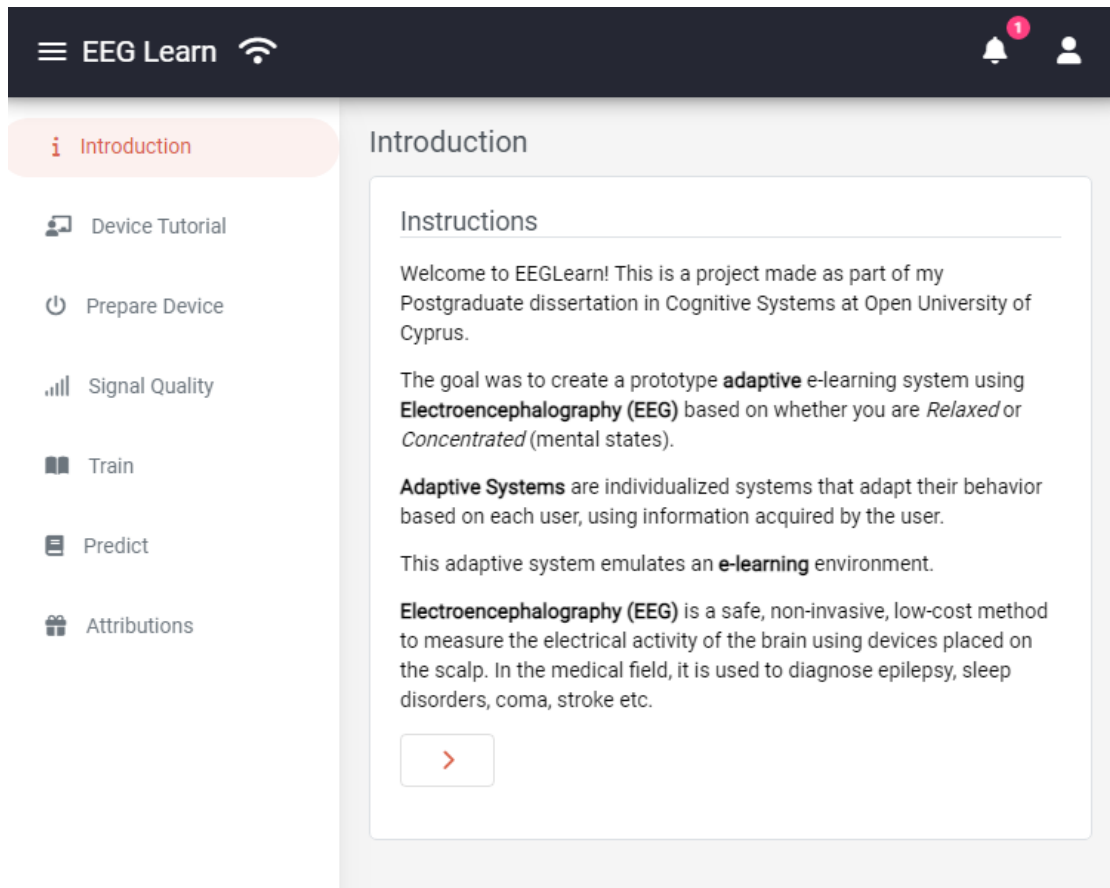 EEG Learn
1
Introduction
Device Tutorial
Prepare Device
Signal Quality
Train
Predict
Attributions
Introduction
Instructions
Welcome to EEGLearn! This is a project made as part of my
Postgraduate dissertation in Cognitive Systems at Open University of
Cyprus.
The goal was to create a prototype adaptive e-learning system using
Electroencephalography (EEG) based on whether you are Relaxed or
Concentrated (mental states).
Adaptive Systems are individualized systems that adapt their behavior
based on each user, using information acquired by the user.
This adaptive system emulates an e-learning environment.
Electroencephalography (EEG) is a safe, non-invasive, low-cost method
to measure the electrical activity of the brain using devices placed on
the scalp. In the medical field, it is used to diagnose epilepsy, sleep
disorders, coma, stroke etc.